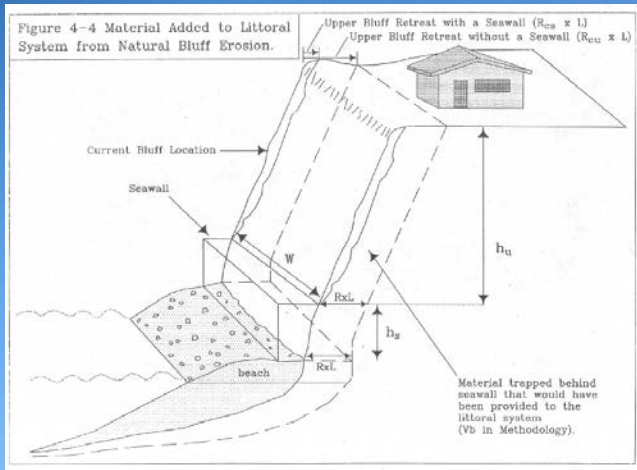 Figure 4-4 Material Added to Littoral
System from Natural Bluff Erosion.
Upper Bluff Retreat with a Seawall (Rcs x L)
Upper Bluff Retreat without a Seawall (Rcu x L)
Current Bluff Location
Seawall
W
hu
RxL
hs
RxL
beach
Material trapped behind
seawall that would have
been provided to the
littoral system
(Vb in Methodology).